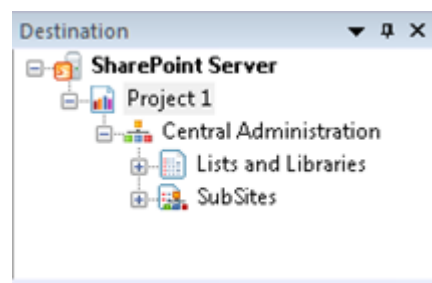 Destination
SharePoint Server
Project 1
Central Administration
Lists and Libraries
SubSites